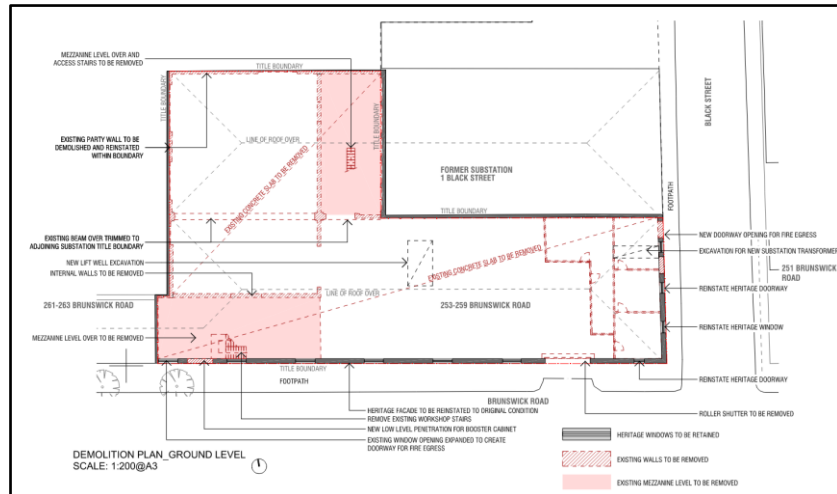 MEZZANINE LEVEL OVER AND
ACCESS STAIRS TO BE REMOVED
TITLE BOUNDARY
TITLE BOUNDARY
TITLE BOUNDARY
EXISTING PARTY WALL TO BE
DEMOLISHED AND REINSTATED
WITHIN BOUNDARY
LINE OF ROOF OVER
EXISTING CONCRETE SLAB TO BE REMOVED
FORMER SUBSTATION
1 BLACK STREET
BLACK STREET
FOOTPATH
TITLE BOUNDARY
EXISTING BEAM OVER TRIMMED TO
ADJOINING SUBSTATION TITLE BOUNDARY
NEW LIFT WELL EXCAVATION
INTERNAL WALLS TO BE REMOVED
EXISTING CONCRETE SLAB TO BE REMOVED
NEW DOORWAY OPENING FOR FIRE EGRESS
EXCAVATION FOR NEW SUBSTATION TRANSFORMER
251 BRUNSWICK
ROAD
REINSTATE HERITAGE DOORWAY
LINE OF ROOF OVER
261-263 BRUNSWICK ROAD
253-259 BRUNSWICK ROAD
REINSTATE HERITAGE WINDOW
MEZZANINE LEVEL OVER TO BE REMOVED
TITLE BOUNDARY
FOOTPATH
REINSTATE HERITAGE DOORWAY
BRUNSWICK ROAD
HERITAGE FACADE TO BE REINSTATED TO ORIGINAL CONDITION
REMOVE EXISTING WORKSHOP STAIRS
NEW LOW LEVEL PENETRATION FOR BOOSTER CABINET
EXISTING WINDOW OPENING EXPANDED TO CREATE
DOORWAY FOR FIRE EGRESS
ROLLER SHUTTER TO BE REMOVED
DEMOLITION PLAN_GROUND LEVEL
SCALE: 1:200@A3
HERITAGE WINDOWS TO BE RETAINED
EXISTING WALLS TO BE REMOVED
EXISTING MEZZANINE LEVEL TO BE REMOVED